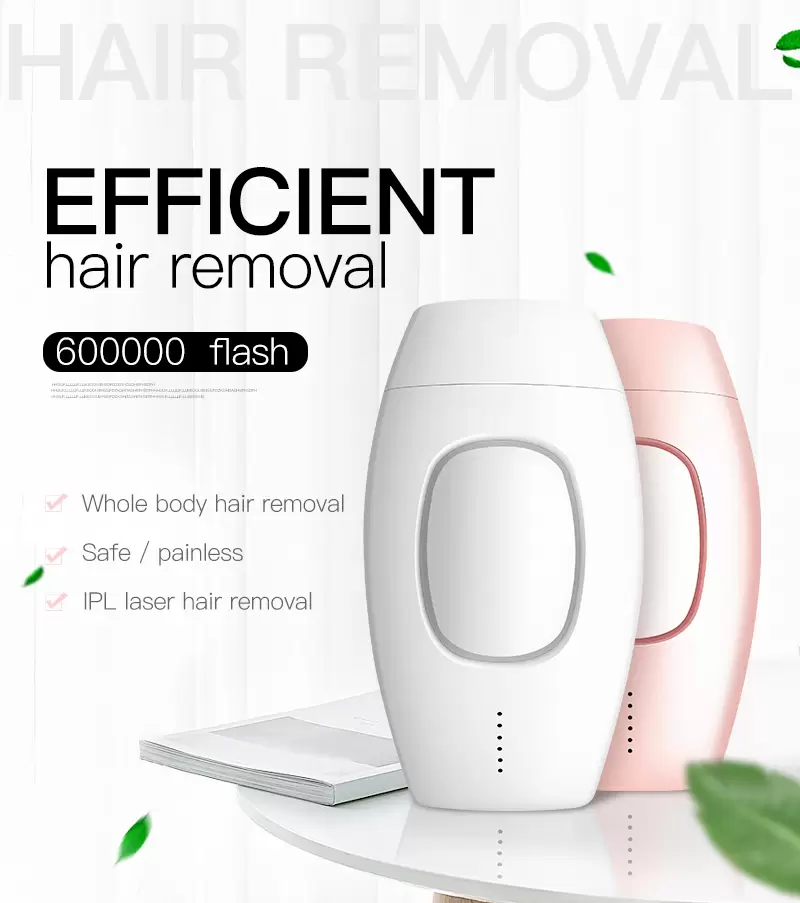 HAIR REMOVAL
EFFICIENT
hair removal
600000 flash
Whole body hair removal
Safe / painless
IPL laser hair removal